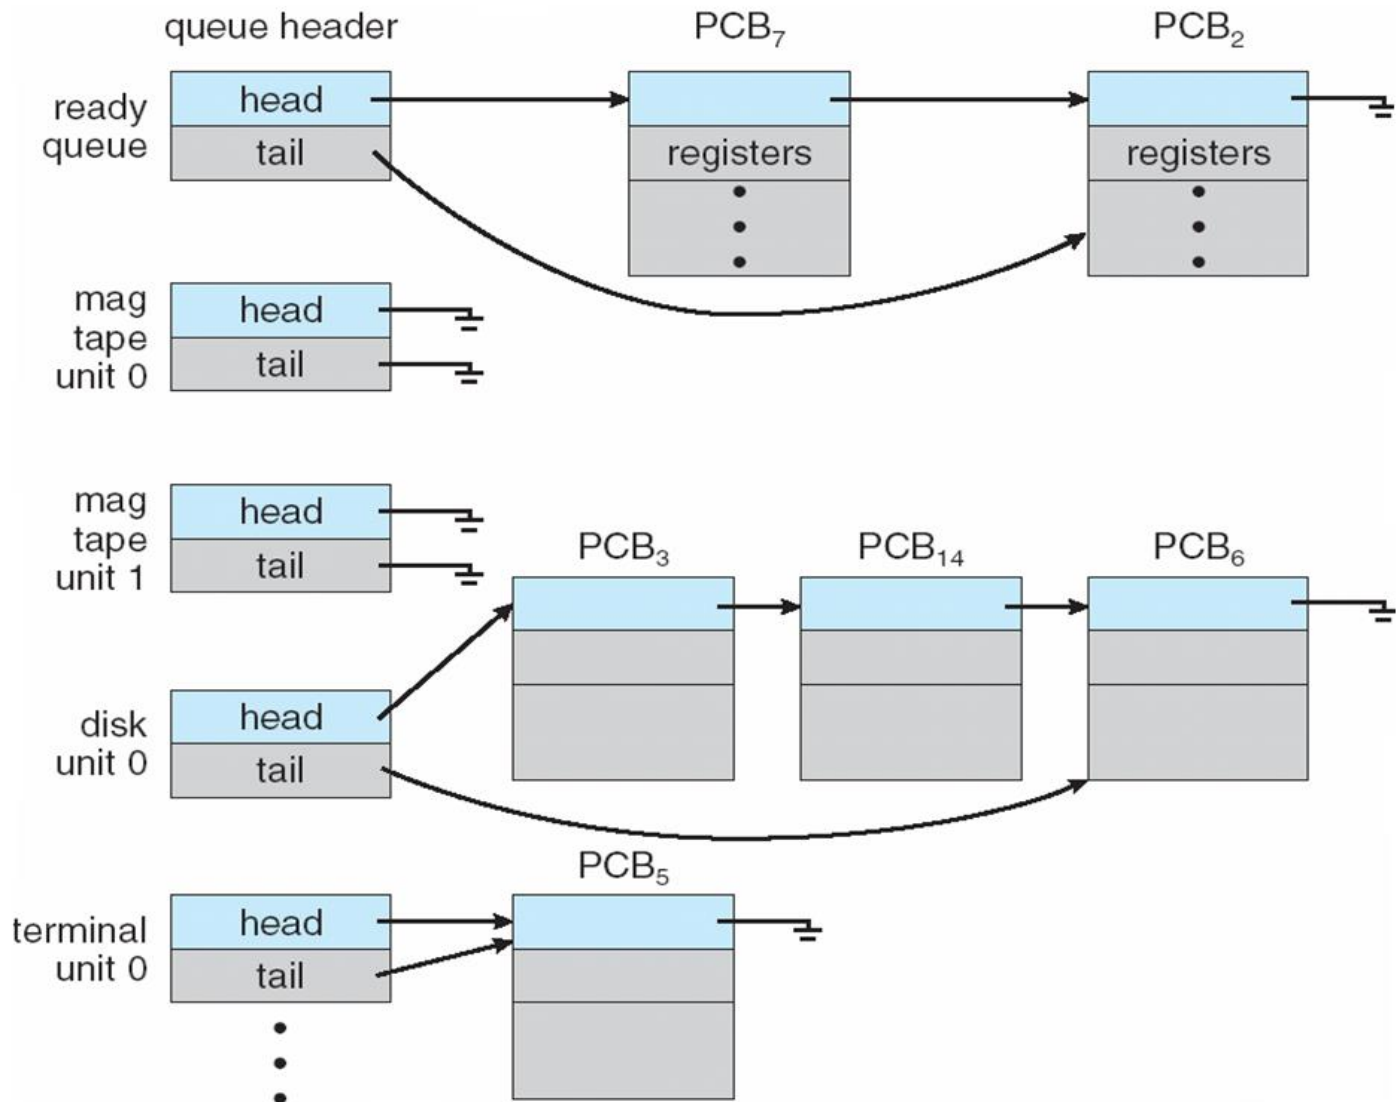 queue header
PCB₇
PCB₂
ready
queue
head
tail
registers
registers
mag
tape
unit 0
head
tail
mag
tape
unit 1
head
tail
PCB₃
PCB₁₄
PCB₆
disk
unit 0
head
tail
PCB₅
terminal
unit 0
head
tail